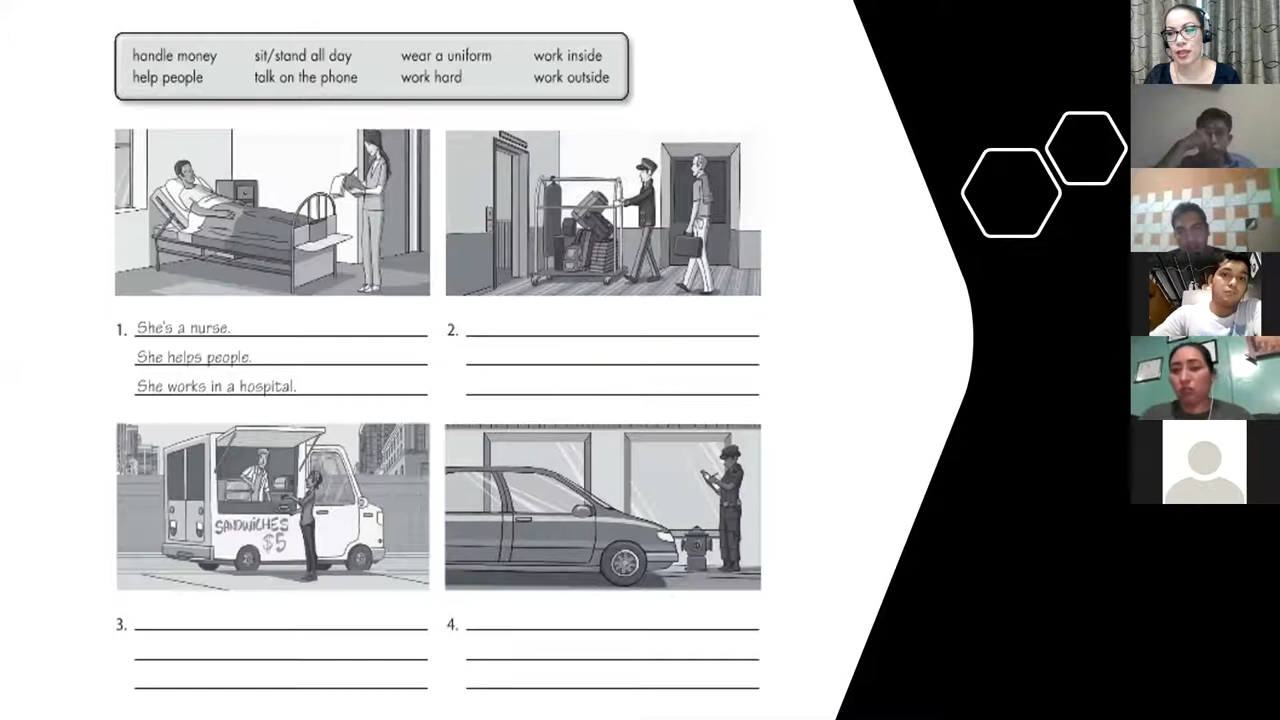 handle money sit/stand all day wear a uniform work inside
help people talk on the phone work hard work outside
1. She's a nurse.
She helps people.
She works in a hospital.
2.
SANDWICHES
$5
3.
4.